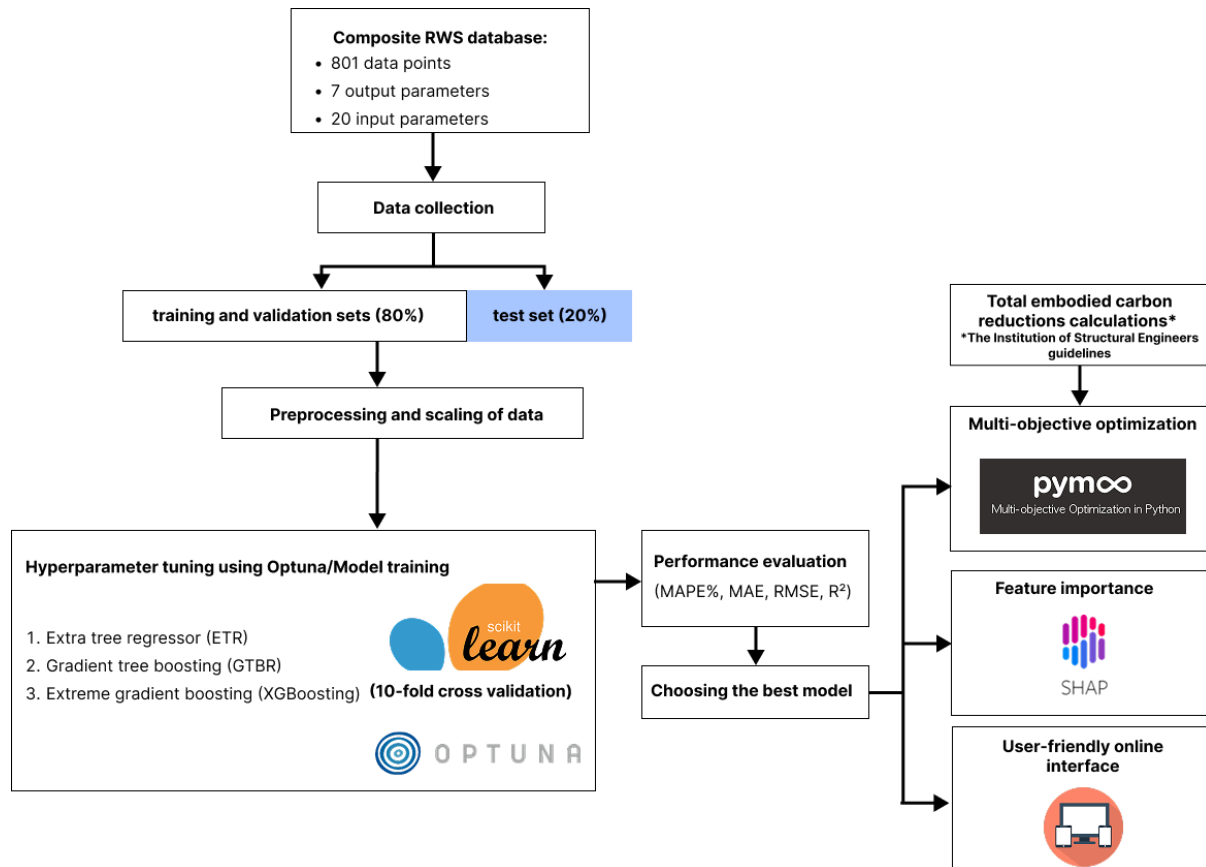 Composite RWS database:
• 801 data points
• 7 output parameters
• 20 input parameters
Data collection
training and validation sets (80%)
test set (20%)
Preprocessing and scaling of data
Hyperparameter tuning using Optuna/Model training
1. Extra tree regressor (ETR)
2. Gradient tree boosting (GTBR)
3. Extreme gradient boosting (XGBoosting)
scikit
learn
(10-fold cross validation)
OPTUNA
Performance evaluation
(MAPE%, MAE, RMSE, R²)
Choosing the best model
Total embodied carbon
reductions calculations*
*The Institution of Structural Engineers
guidelines
Multi-objective optimization
pymoo
Multi-objective Optimization in Python
Feature importance
SHAP
User-friendly online
interface